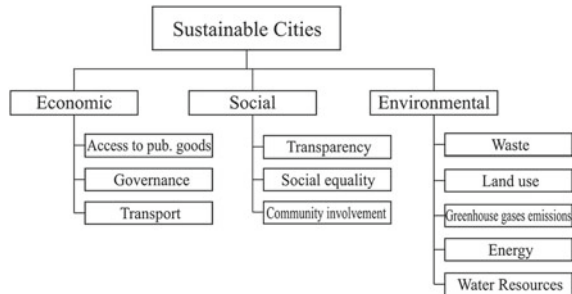 Sustainable Cities
Economic
Social
Environmental
Access to pub. goods
Governance
Transport
Transparency
Social equality
Community involvement
Waste
Land use
Greenhouse gases emissions
Energy
Water Resources